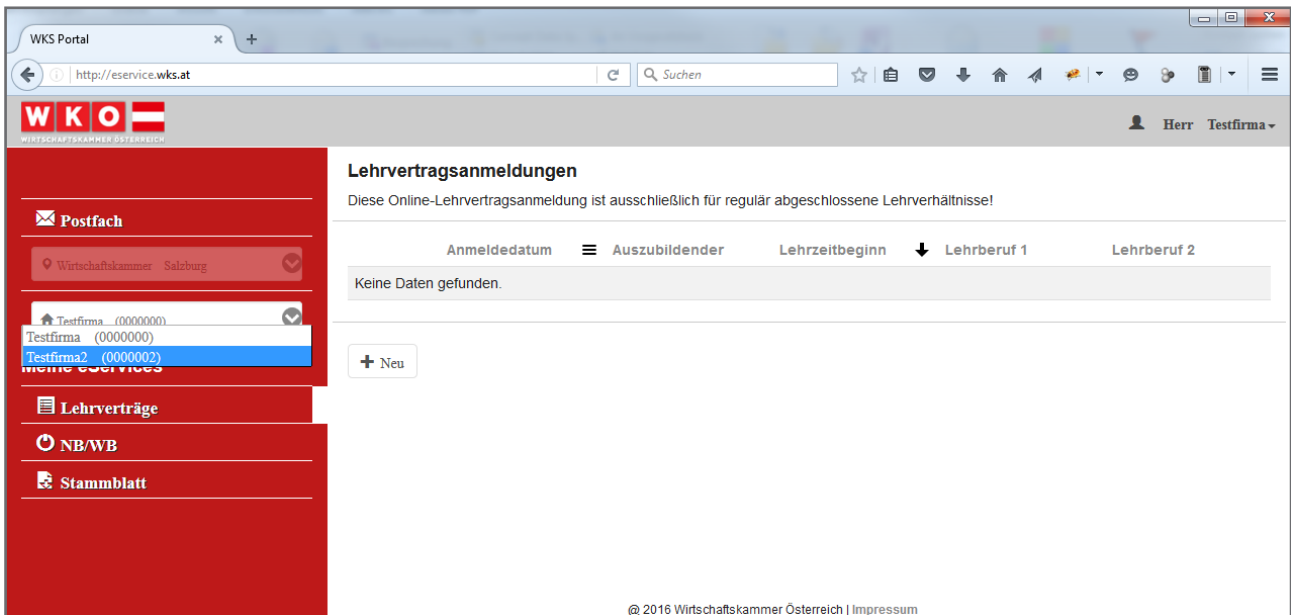 WKS Portal
http://eservice.wks.at
Suchen
WKO
WIRTSCHAFTSKAMMER ÖSTERREICH
Herr Testfirma
Postfach
Wirtschaftskammer Salzburg
Testfirma (0000000)
Testfirma (0000000)
Testfirma2 (0000002)
Meine eServices
Lehrverträge
NB/WB
Stammblatt
Lehrvertragsanmeldungen
Diese Online-Lehrvertragsanmeldung ist ausschließlich für regulär abgeschlossene Lehrverhältnisse!
Anmeldedatum Auszubildender Lehrzeitbeginn Lehrberuf 1 Lehrberuf 2
Keine Daten gefunden.
Neu
@ 2016 Wirtschaftskammer Österreich | Impressum